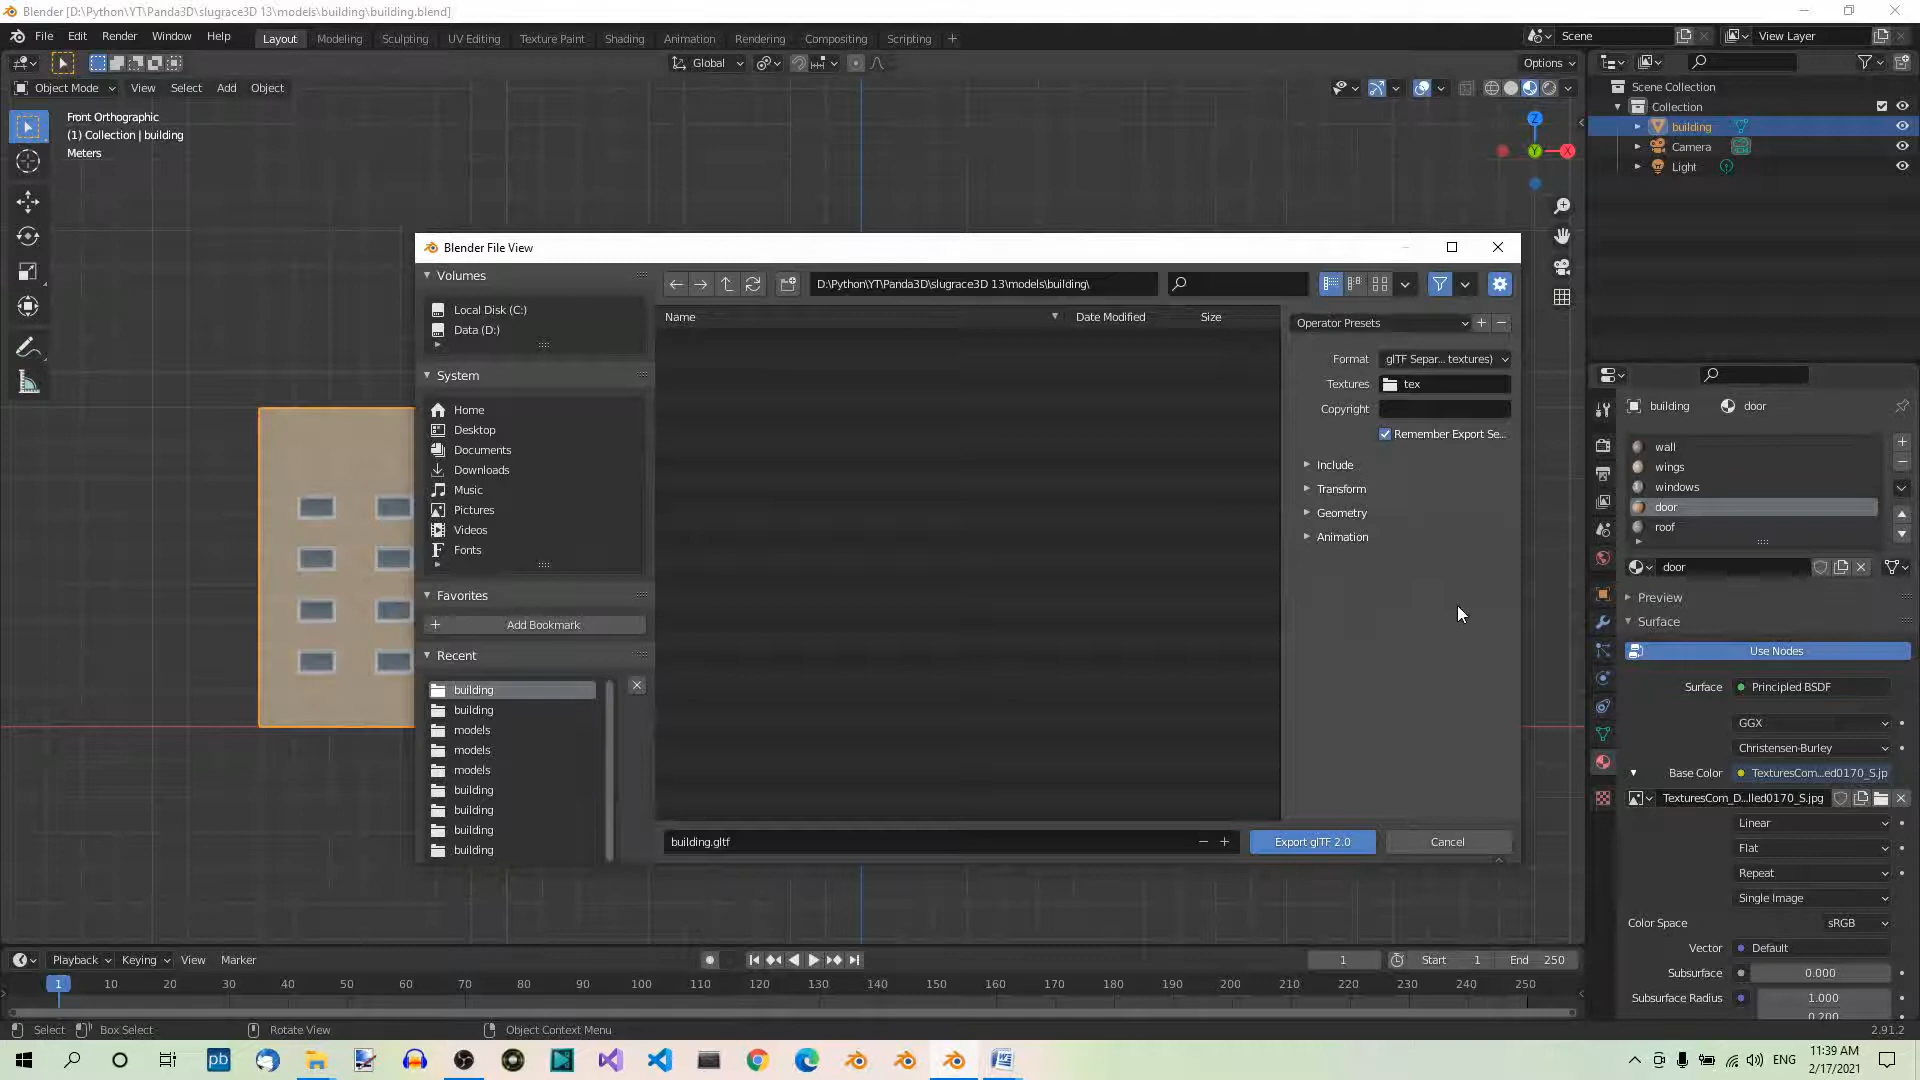 Blender [D:\Python\YT\Panda3D\slugrace3D 13\models\building\building.blend]
File Edit Render Window Help Layout Modeling Sculpting UV Editing Texture Paint Shading Animation Rendering Compositing Scripting + Scene View Layer
Global Options
Object Mode View Select Add Object
Front Orthographic
(1) Collection | building
Meters
Z
Y X
Scene Collection
Collection
building
Camera
Light
Blender File View
Volumes
Local Disk (C:)
Data (D:)
System
Home
Desktop
Documents
Downloads
Music
Pictures
Videos
Fonts
Favorites
Add Bookmark
Recent
building
building
models
models
models
building
building
building
building
D:\Python\YT\Panda3D\slugrace3D 13\models\building\
Name Date Modified Size
Operator Presets
Format glTF Separ... textures)
Textures tex
Copyright
Remember Export Se...
Include
Transform
Geometry
Animation
building.gltf
Export glTF 2.0 Cancel
building door
wall
wings
windows
door
roof
door
Preview
Surface
Use Nodes
Surface Principled BSDF
GGX
Christensen-Burley
Base Color TexturesCom...ed0170_S.jp
TexturesCom_D...lled0170_S.jpg
Linear
Flat
Repeat
Single Image
Color Space sRGB
Vector Default
Subsurface 0.000
Subsurface Radius 1.000
0.200
Playback Keying View Marker 1 Start 1 End 250
1 10 20 30 40 50 60 70 80 90 100 110 120 130 140 150 160 170 180 190 200 210 220 230 240 250
Select Box Select Rotate View Object Context Menu 2.91.2
pb ENG 11:39 AM
2/17/2021